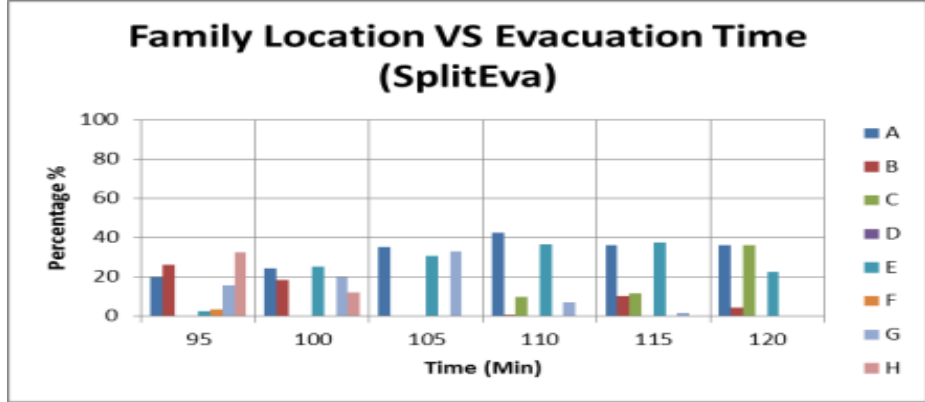 Family Location VS Evacuation Time
(SplitEva)
Percentage %
100
80
60
40
20
0
95 100 105 110 115 120
Time (Min)
A
B
C
D
E
F
G
H